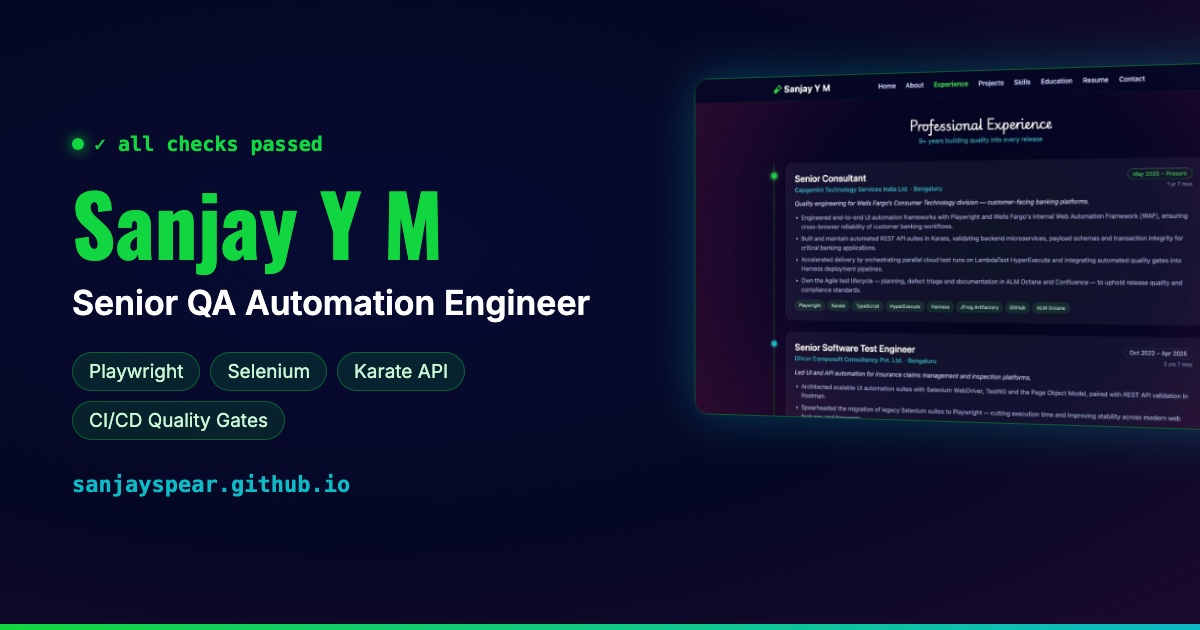 ✓ all checks passed
Sanjay Y M
Senior QA Automation Engineer
Playwright
Selenium
Karate API
CI/CD Quality Gates
sanjayspear.github.io
Sanjay Y M
Home About Experience Projects Skills Education Resume Contact
Professional Experience
9+ years building quality into every release
Senior Consultant
May 2025 – Present
Capgemini Technology Services India Ltd. · Bengaluru
1 yr 7 mos
Quality engineering for Wells Fargo's Consumer Technology division — customer-facing banking platforms.
• Engineered end-to-end UI automation frameworks with Playwright and Wells Fargo's internal Web Automation Framework (WAF), ensuring
cross-browser reliability of customer banking workflows.
• Built and maintain automated REST API suites in Karate, validating backend microservices, payload schemas and transaction integrity for
critical banking applications.
• Accelerated delivery by orchestrating parallel cloud test runs on LambdaTest HyperExecute and integrating automated quality gates into
Harness deployment pipelines.
• Own the Agile test lifecycle — planning, defect triage and documentation in ALM Octane and Confluence — to uphold release quality and
compliance standards.
Playwright Karate TypeScript HyperExecute Harness JFrog Artifactory GitHub ALM Octane
Senior Software Test Engineer
Oct 2022 – Apr 2025
Dhruv Compusoft Consultancy Pvt. Ltd. · Bengaluru
2 yrs 7 mos
Led UI and API automation for insurance claims management and inspection platforms.
• Architected scalable UI automation suites with Selenium WebDriver, TestNG and the Page Object Model, paired with REST API validation in
Postman.
• Spearheaded the migration of legacy Selenium suites to Playwright — cutting execution time and improving stability across modern web